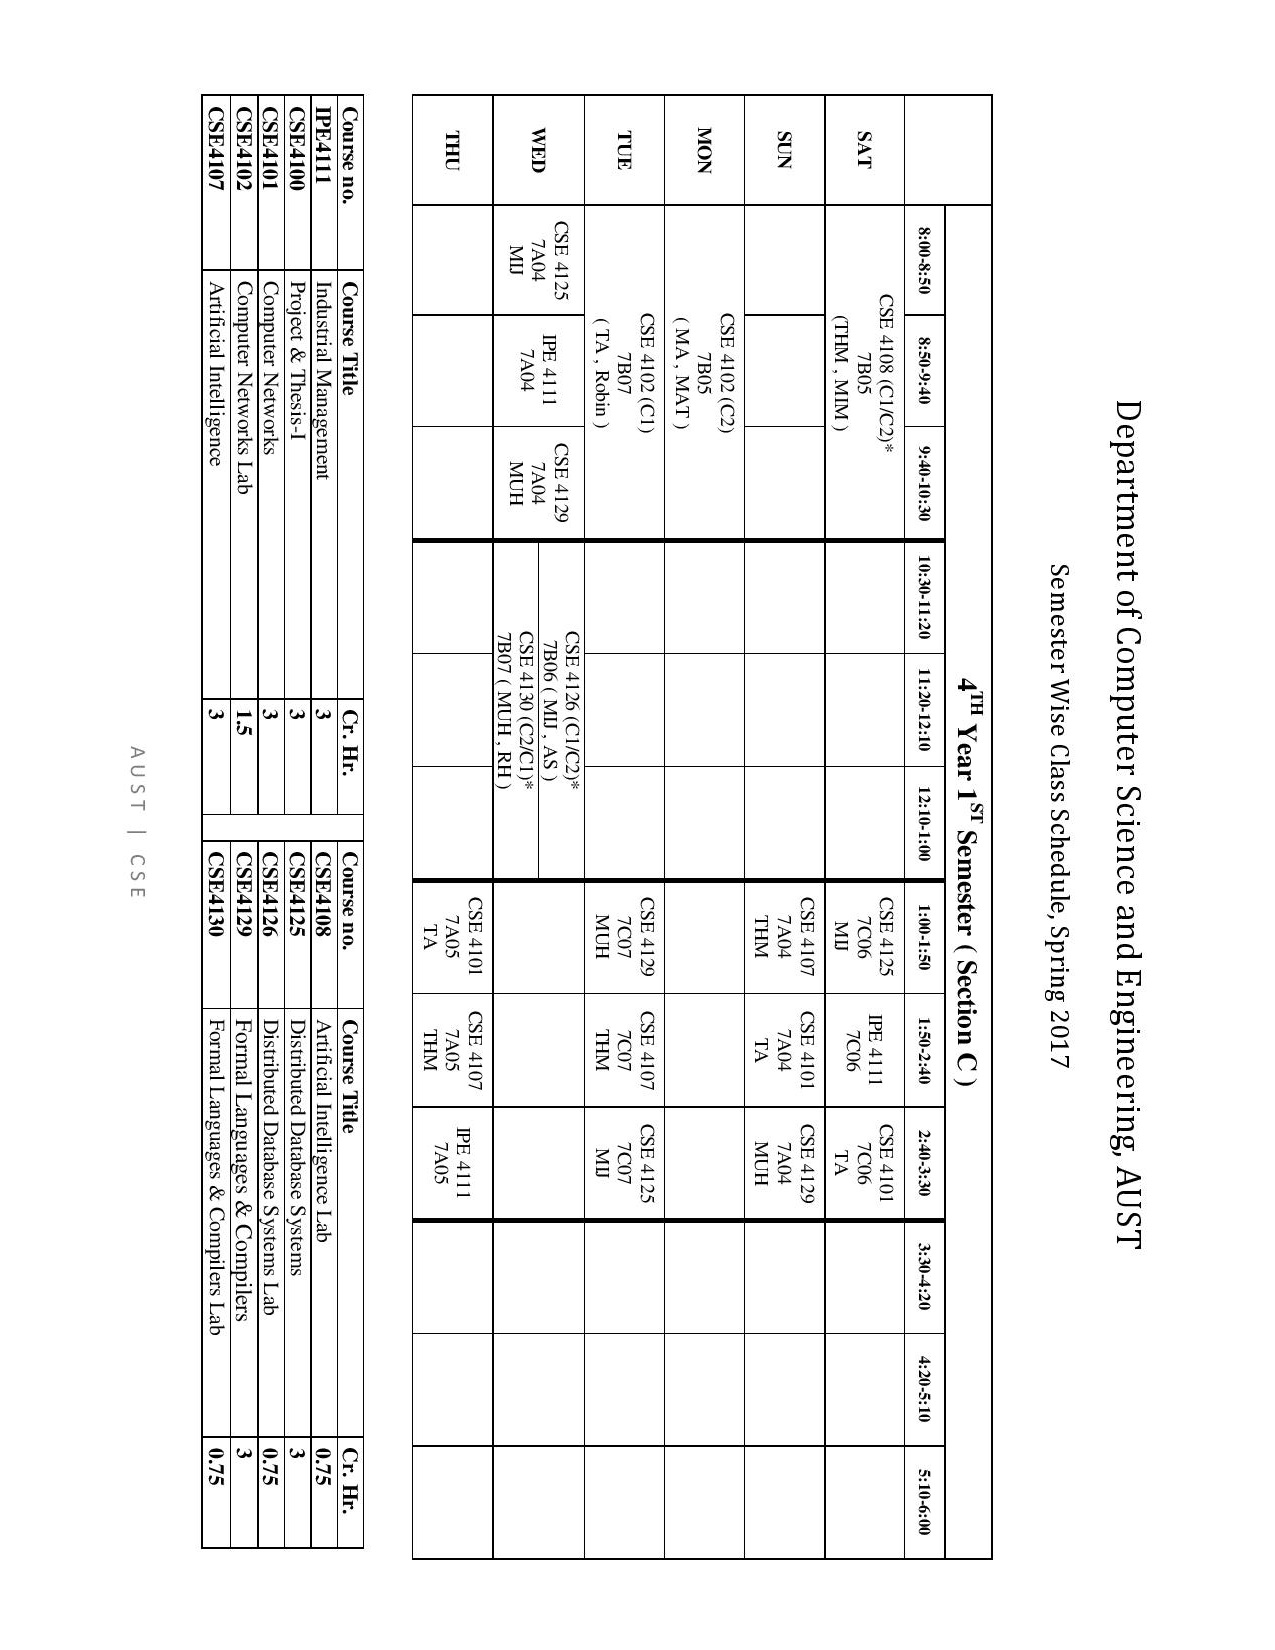 Department of Computer Science and Engineering, AUST
Semester Wise Class Schedule, Spring 2017
4TH Year 1ST Semester ( Section C )
8:00-8:50 8:50-9:40 9:40-10:30 10:30-11:20 11:20-12:10 12:10-1:00 1:00-1:50 1:50-2:40 2:40-3:30 3:30-4:20 4:20-5:10 5:10-6:00
SAT
CSE 4108 (C1/C2)*
7B05
(THM , MIM )
CSE 4125
7C06
MIJ
IPE 4111
7C06
CSE 4101
7C06
TA
SUN
CSE 4107
7A04
THM
CSE 4101
7A04
TA
CSE 4129
7A04
MUH
MON
CSE 4102 (C2)
7B05
( MA , MAT )
TUE
CSE 4102 (C1)
7B07
( TA , Robin )
CSE 4129
7C07
MUH
CSE 4107
7C07
THM
CSE 4125
7C07
MIJ
WED
CSE 4125
7A04
MIJ
IPE 4111
7A04
CSE 4129
7A04
MUH
CSE 4126 (C1/C2)*
7B06 ( MIJ , AS )
CSE 4130 (C2/C1)*
7B07 ( MUH , RH )
THU
CSE 4101
7A05
TA
CSE 4107
7A05
THM
IPE 4111
7A05
Course no. Course Title Cr. Hr. Course no. Course Title Cr. Hr.
IPE4111 Industrial Management 3 CSE4108 Artificial Intelligence Lab 0.75
CSE4100 Project & Thesis-I 3 CSE4125 Distributed Database Systems 3
CSE4101 Computer Networks 3 CSE4126 Distributed Database Systems Lab 0.75
CSE4102 Computer Networks Lab 1.5 CSE4129 Formal Languages & Compilers 3
CSE4107 Artificial Intelligence 3 CSE4130 Formal Languages & Compilers Lab 0.75
AUST | CSE